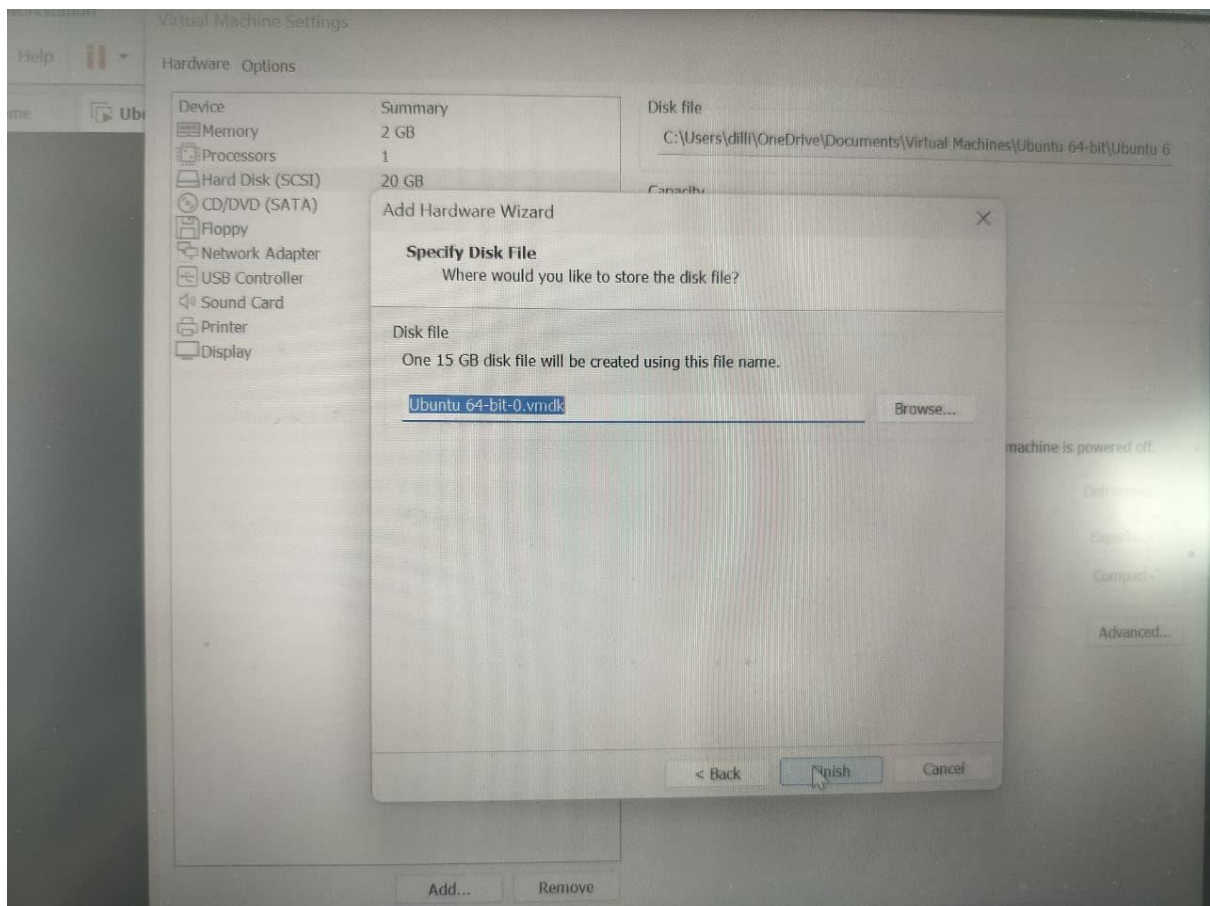 Virtual Machine Settings
Help
Hardware Options
Device Summary
Memory 2 GB
Processors 1
Hard Disk (SCSI) 20 GB
CD/DVD (SATA)
Floppy
Network Adapter
USB Controller
Sound Card
Printer
Display
Disk file
C:\Users\dilli\OneDrive\Documents\Virtual Machines\Ubuntu 64-bit\Ubuntu 6
Capacity
Add Hardware Wizard
Specify Disk File
Where would you like to store the disk file?
Disk file
One 15 GB disk file will be created using this file name.
Ubuntu 64-bit-0.vmdk
Browse...
machine is powered off.
Compact
Advanced...
< Back
Finish
Cancel
Add...
Remove